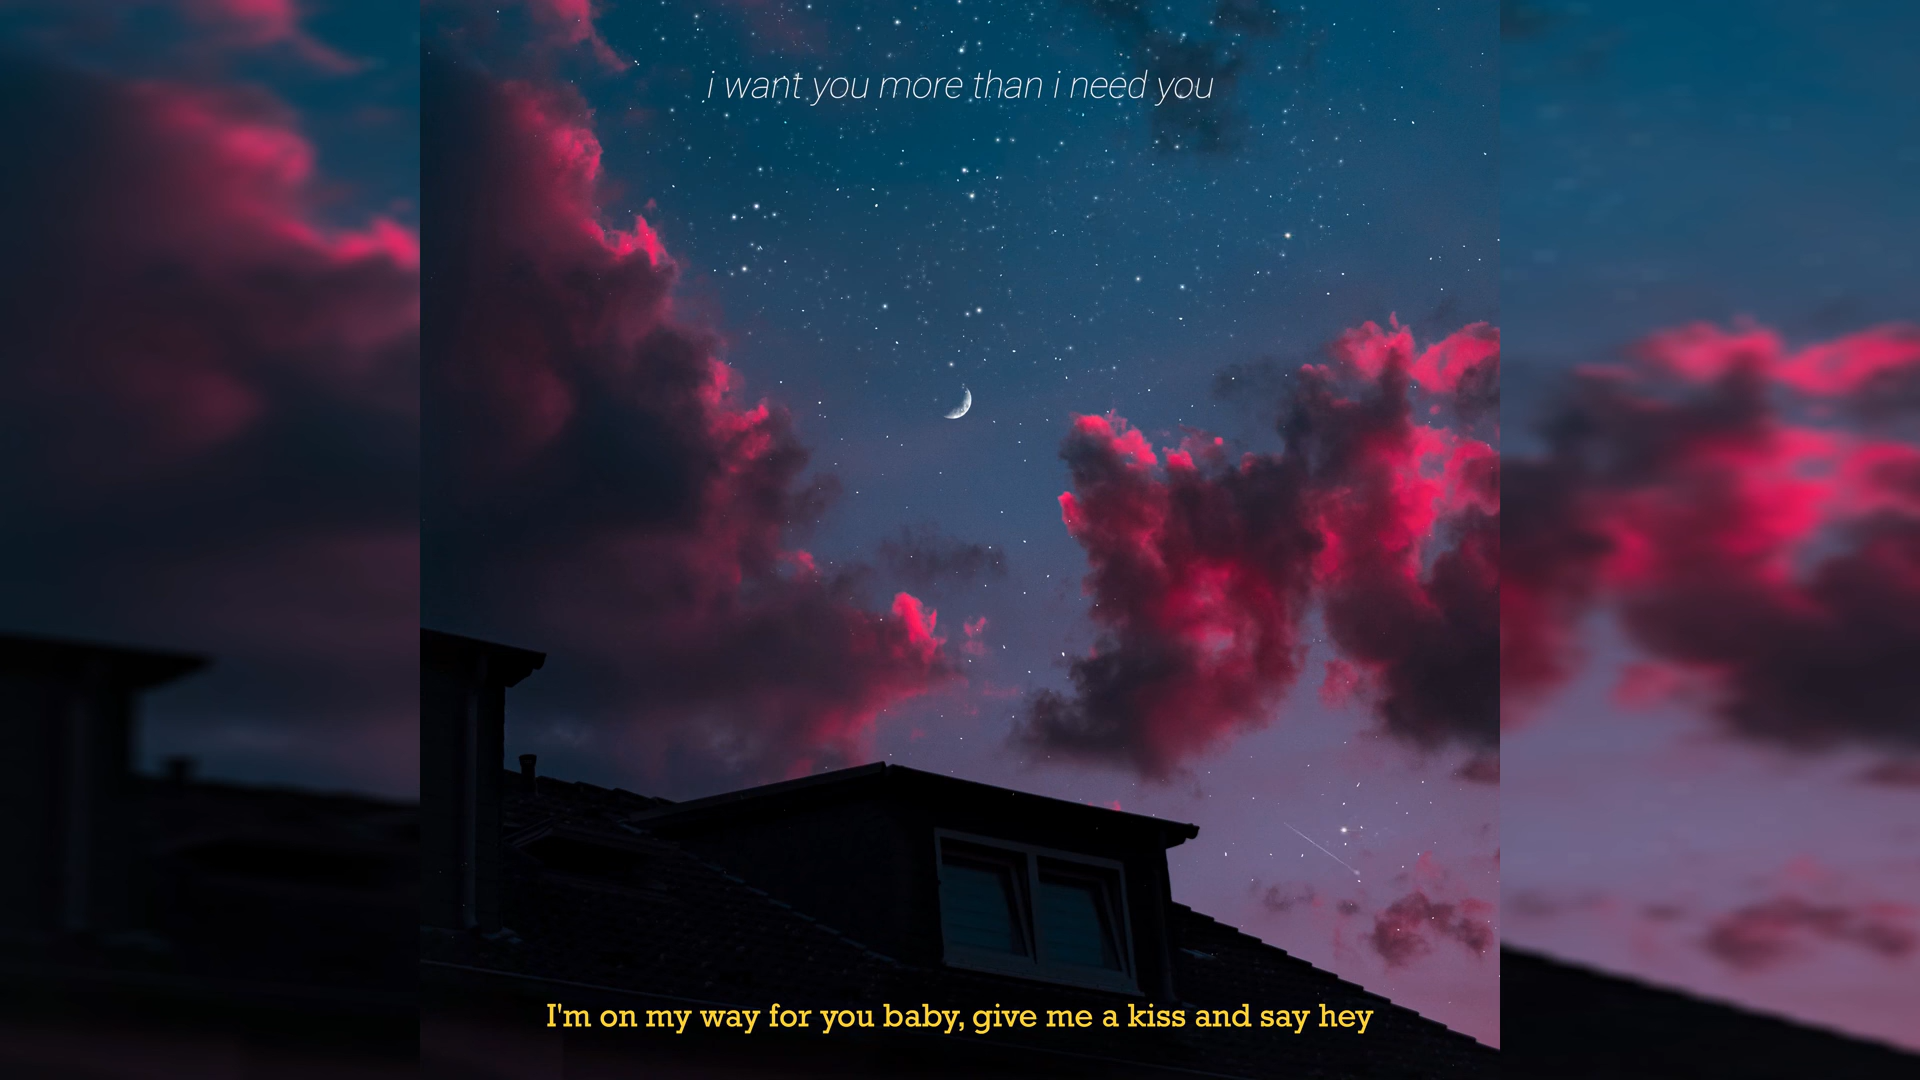 i want you more than i need you
I'm on my way for you baby, give me a kiss and say hey